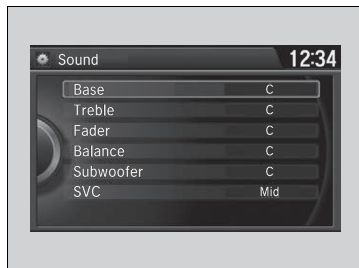 Sound 12:34
Base C
Treble C
Fader C
Balance C
Subwoofer C
SVC Mid